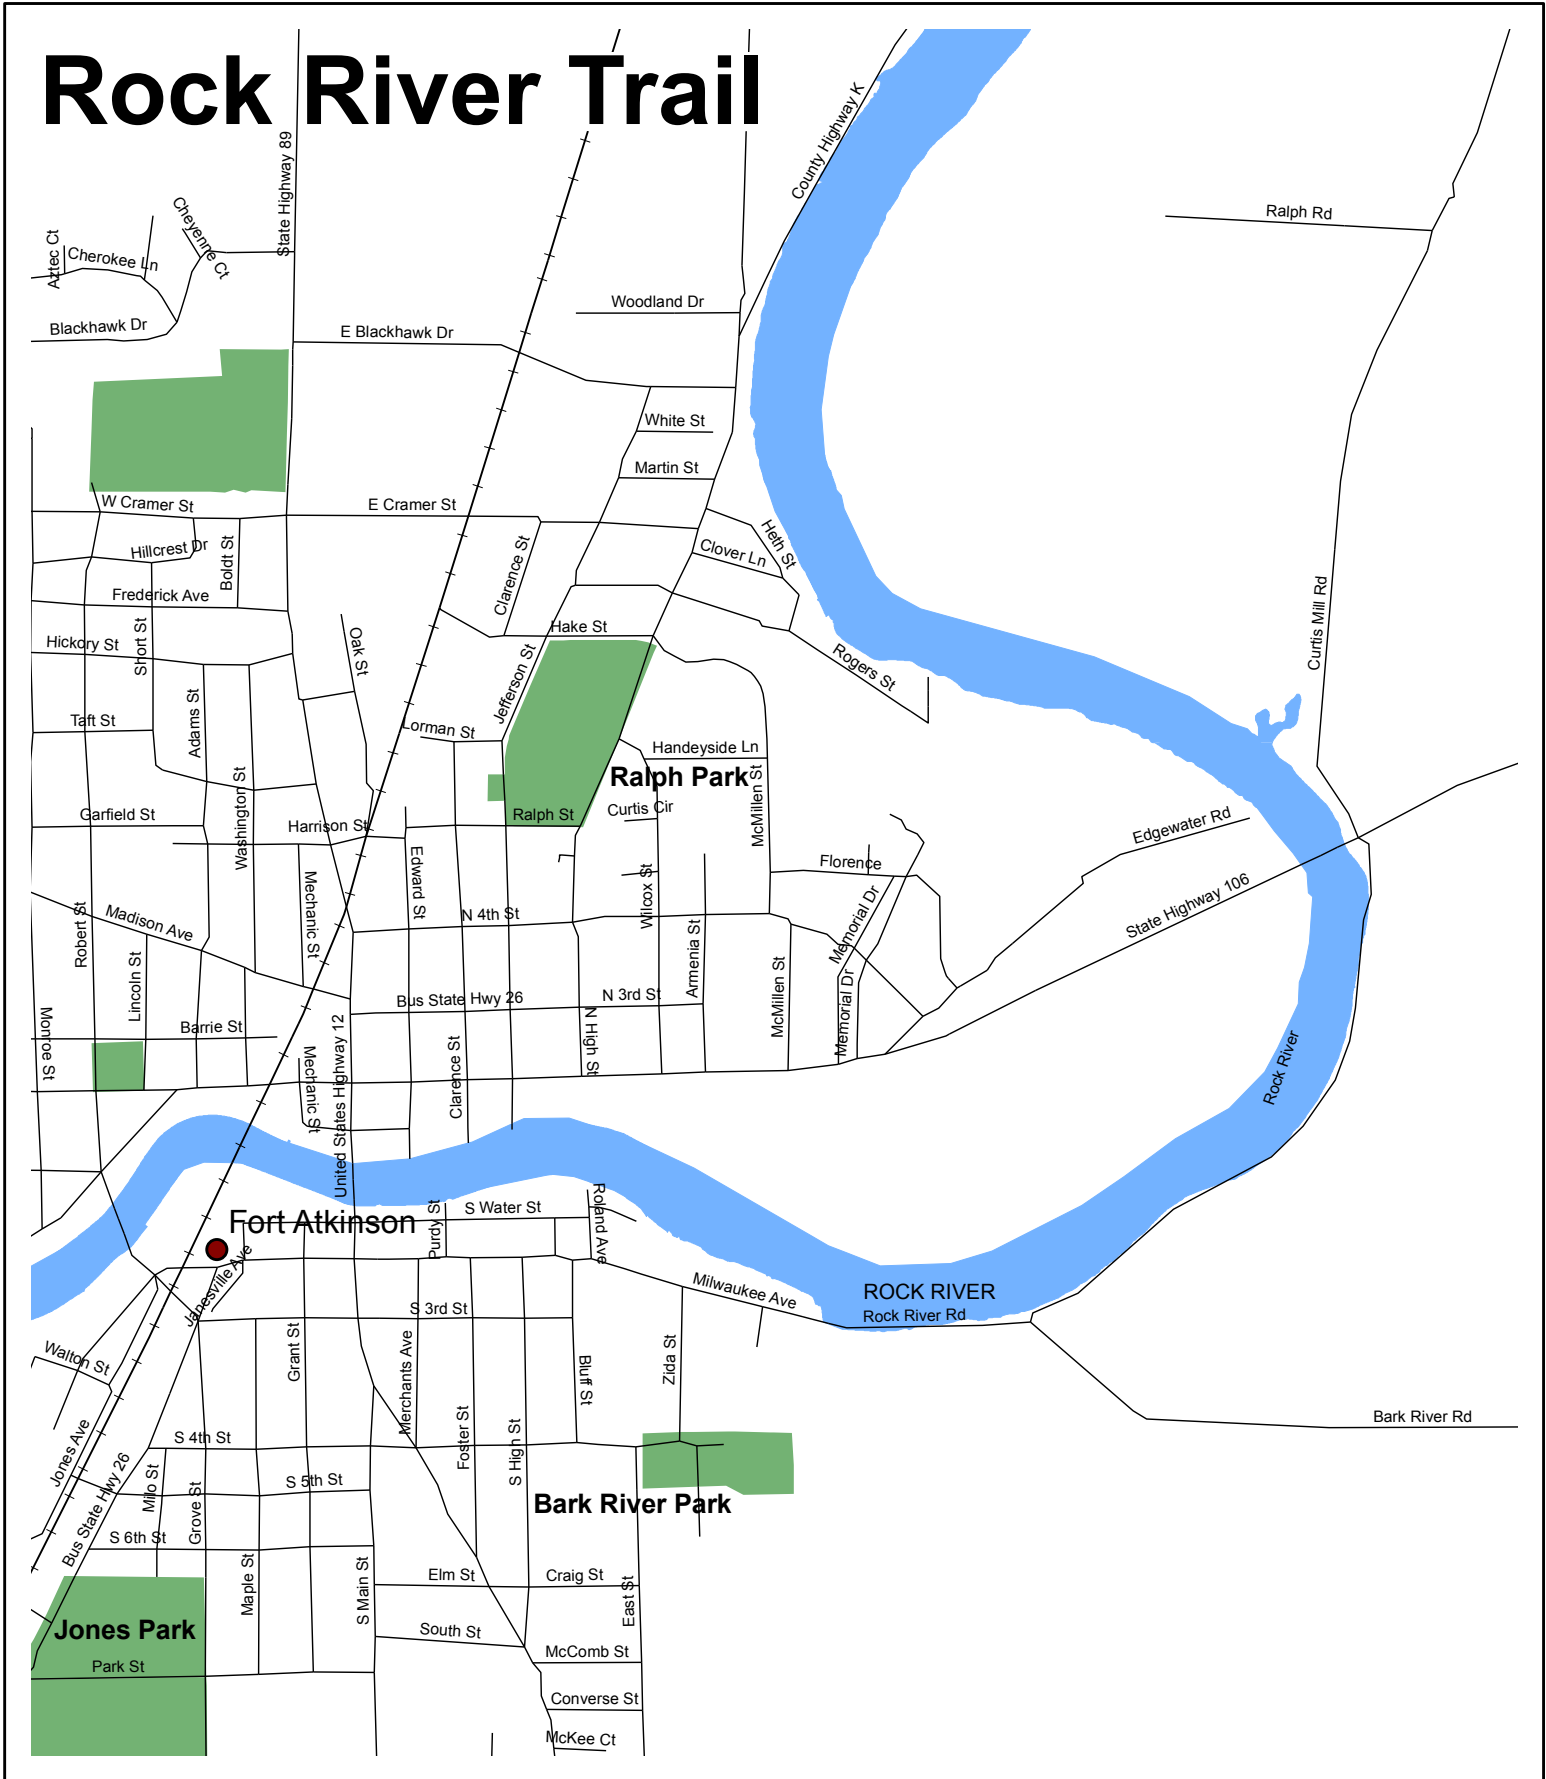 Rock River Trail
State Highway 89
County Highway K
Ralph Rd
Aztec Ct
Cherokee Ln
Cheyenne Ct
Blackhawk Dr
E Blackhawk Dr
Woodland Dr
White St
Martin St
W Cramer St
E Cramer St
Hillcrest Dr
Boldt St
Clarence St
Clover Ln
Heth St
Frederick Ave
Short St
Hickory St
Oak St
Hake St
Jefferson St
Rogers St
Curtis Mill Rd
Taft St
Adams St
Lorman St
Handeyside Ln
Ralph Park
McMillen St
Washington St
Garfield St
Harrison St
Ralph St
Curtis Cir
Edgewater Rd
Florence
Edward St
Mechanic St
Wilcox St
State Highway 106
Robert St
Madison Ave
N 4th St
Armenia St
Memorial Dr
Lincoln St
Bus State Hwy 26
N 3rd St
McMillen St
Memorial Dr
Monroe St
Barrie St
United States Highway 12
Mechanic St
Clarence St
N High St
Rock River
Fort Atkinson
Purdy St
S Water St
Roland Ave
Janesville Ave
Milwaukee Ave
ROCK RIVER
Rock River Rd
S 3rd St
Walton St
Grant St
Merchants Ave
Bluff St
Zida St
Bark River Rd
Jones Ave
S 4th St
Foster St
S High St
Bus State Hwy 26
Milo St
Grove St
S 5th St
Bark River Park
S 6th St
Maple St
S Main St
Elm St
Craig St
East St
Jones Park
South St
McComb St
Park St
Converse St
McKee Ct